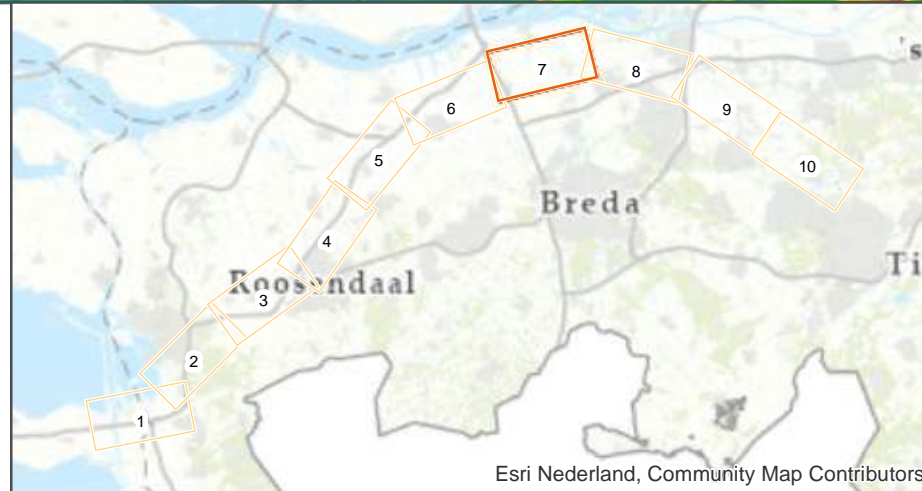 's
7
8
6
9
5
10
Breda
4
Ti
Roosendaal
3
2
1
Esri Nederland, Community Map Contributors